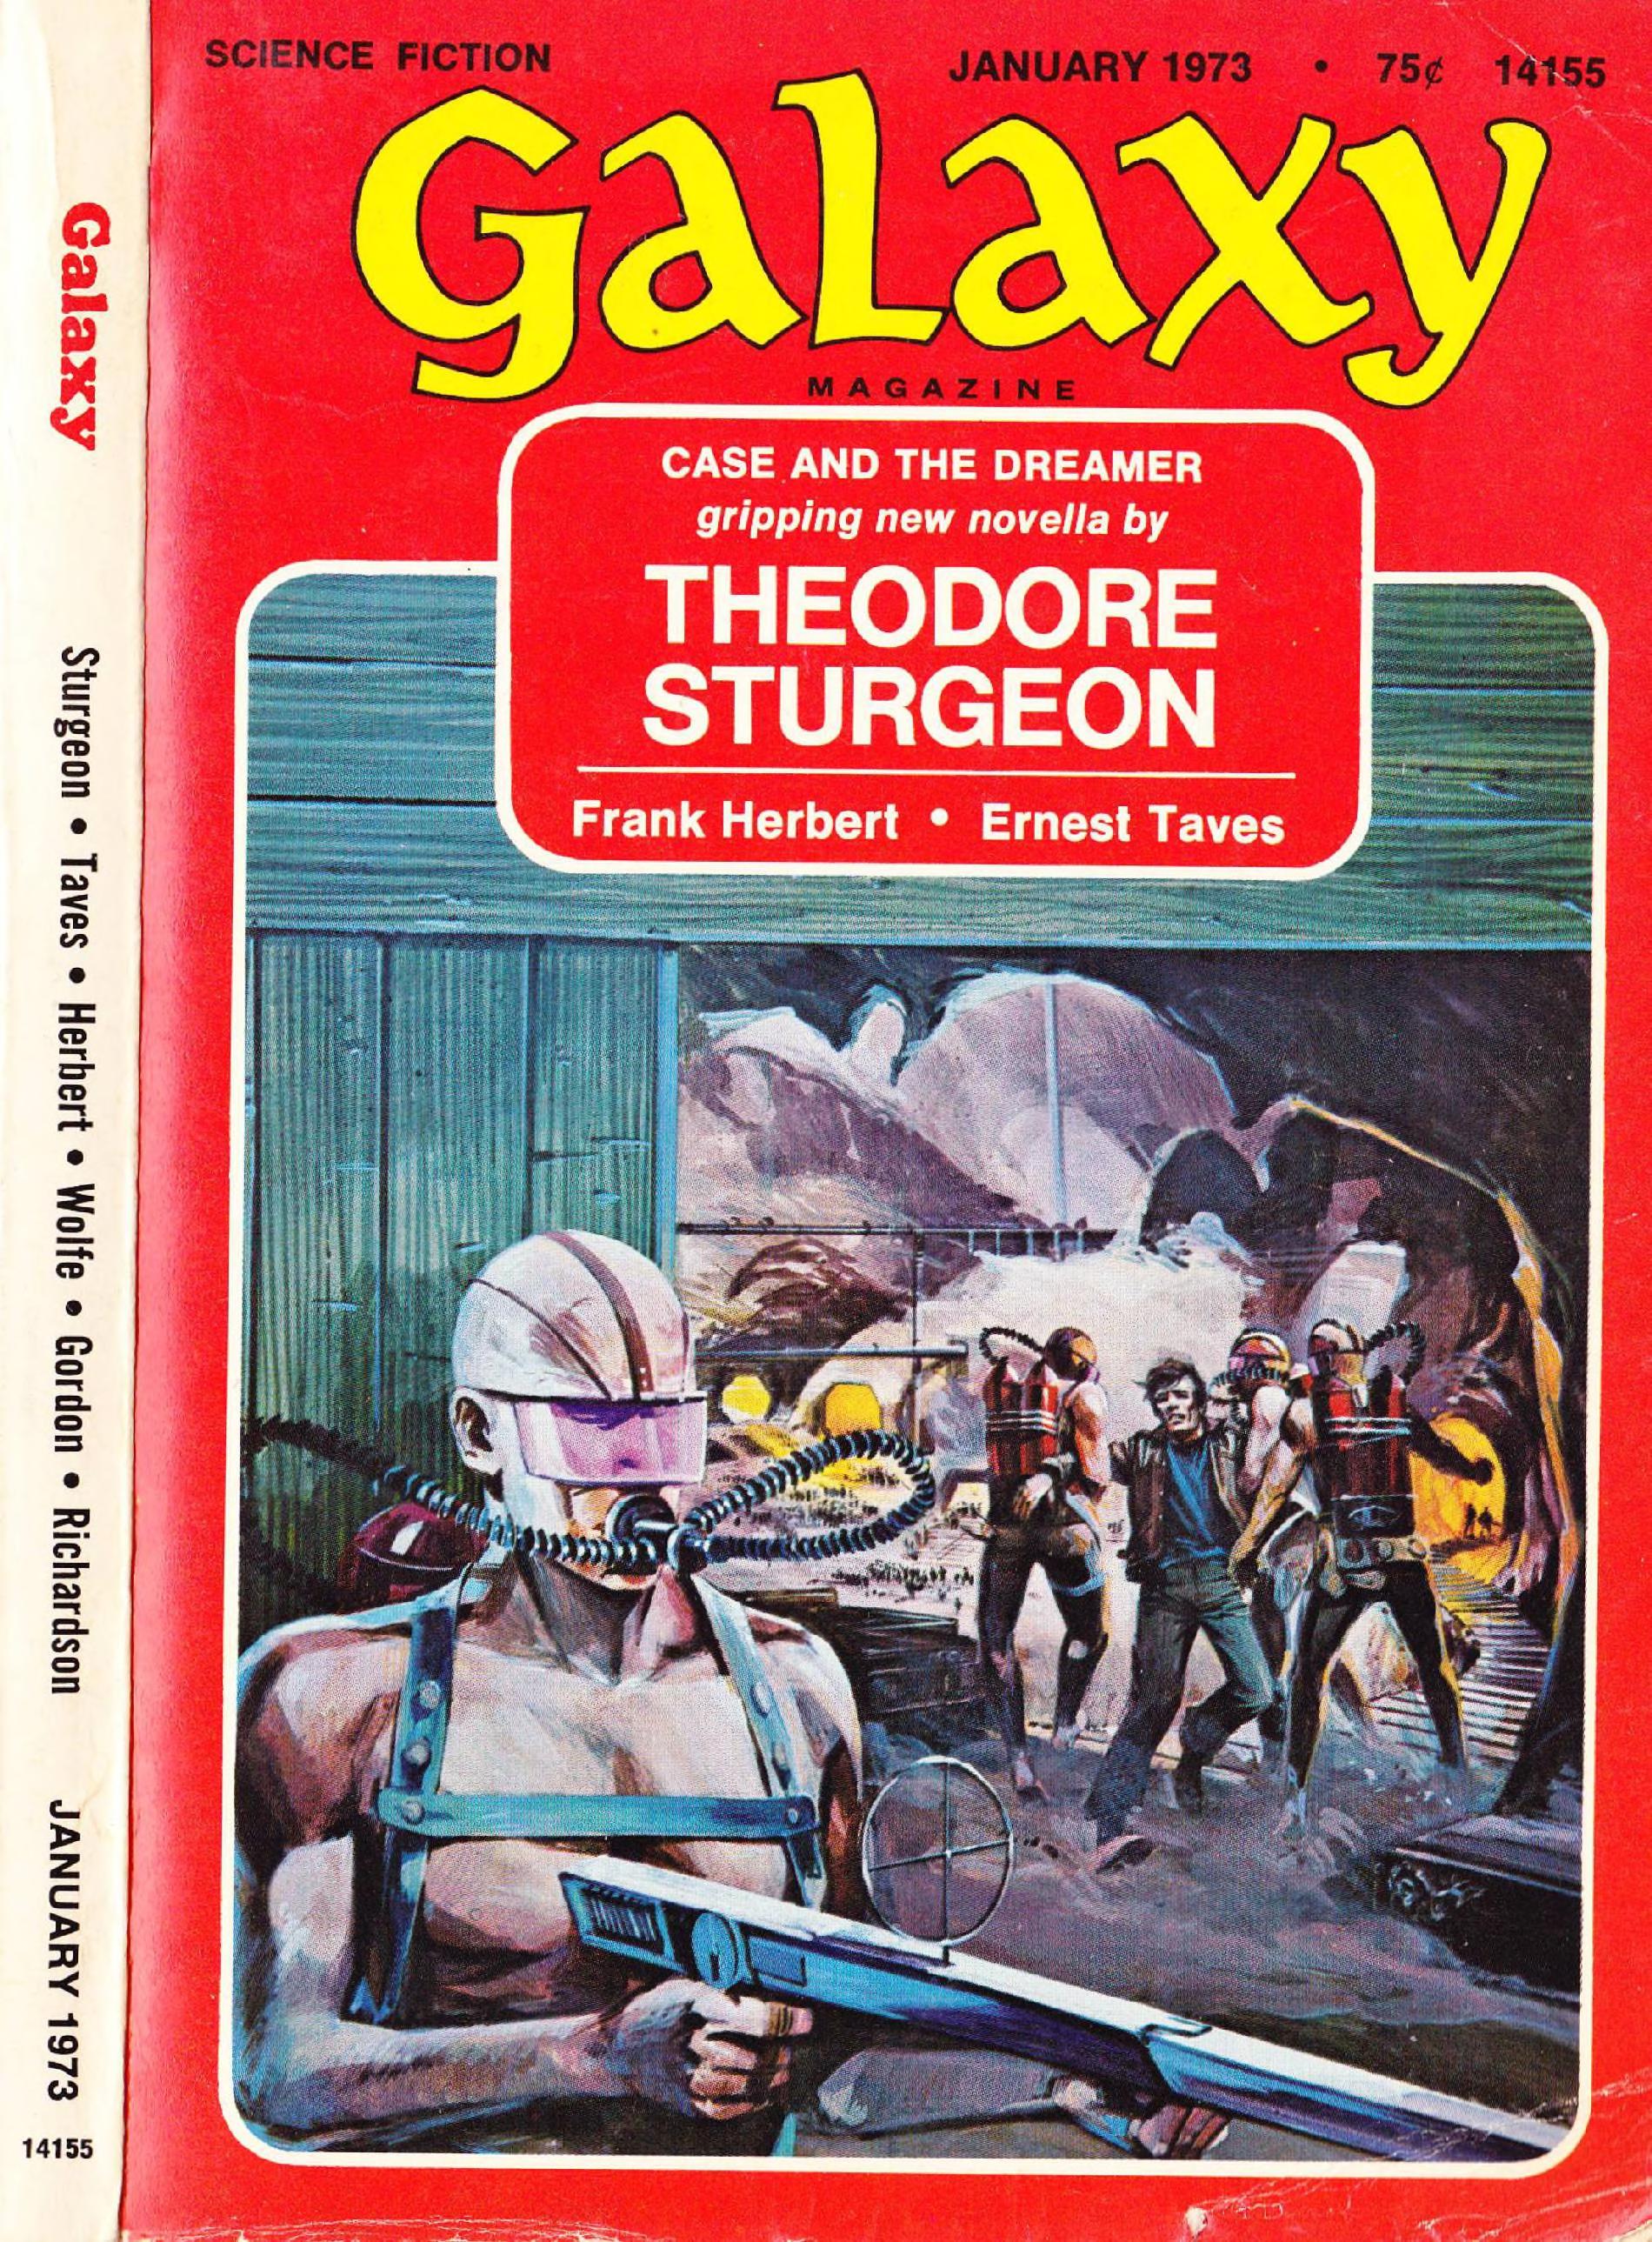 SCIENCE FICTION
JANUARY 1973 • 75¢ 14155
Galaxy
MAGAZINE
CASE AND THE DREAMER
gripping new novella by
THEODORE
STURGEON
Frank Herbert • Ernest Taves
Galaxy Sturgeon • Taves • Herbert • Wolfe • Gordon • Richardson JANUARY 1973
14155